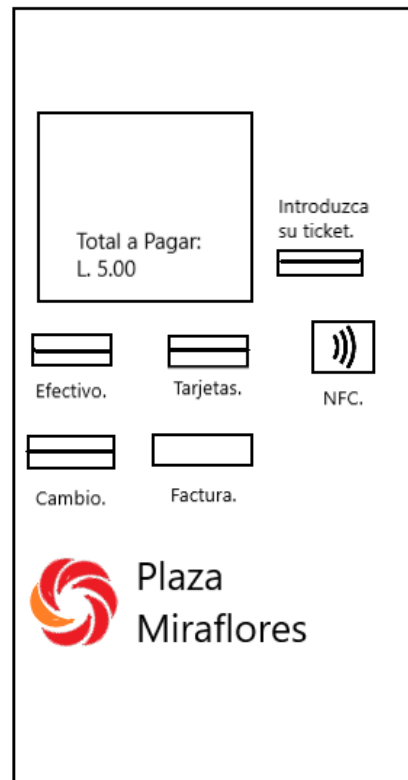 Introduzca
su ticket.
Total a Pagar:
L. 5.00
Efectivo.
Tarjetas.
NFC.
Cambio.
Factura.
Plaza
Miraflores